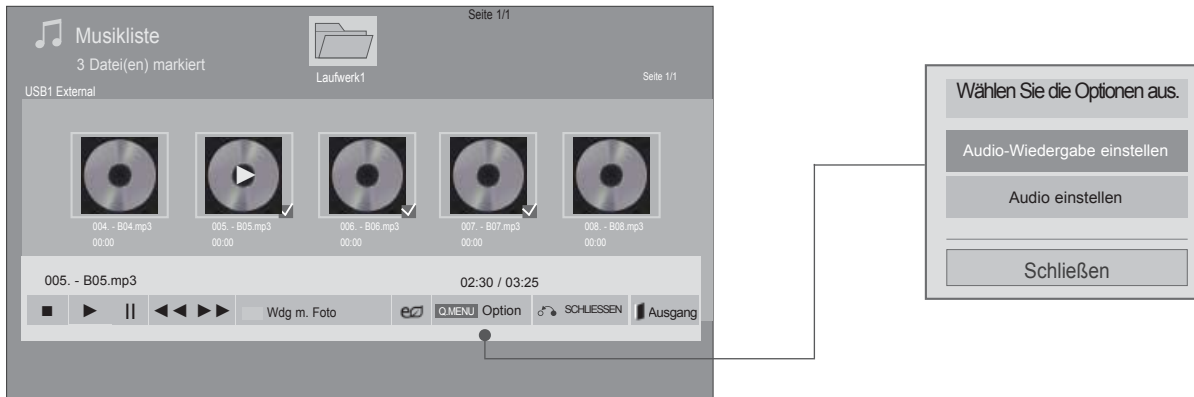 Seite 1/1
Musikliste
3 Datei(en) markiert
Laufwerk1
Seite 1/1
USB1 External
004. - B04.mp3
00:00
005. - B05.mp3
00:00
006. - B06.mp3
00:00
007. - B07.mp3
00:00
008. - B08.mp3
00:00
005. - B05.mp3
02:30 / 03:25
Wdg m. Foto
Q.MENU Option
SCHLIESSEN
Ausgang
Wählen Sie die Optionen aus.
Audio-Wiedergabe einstellen
Audio einstellen
Schließen